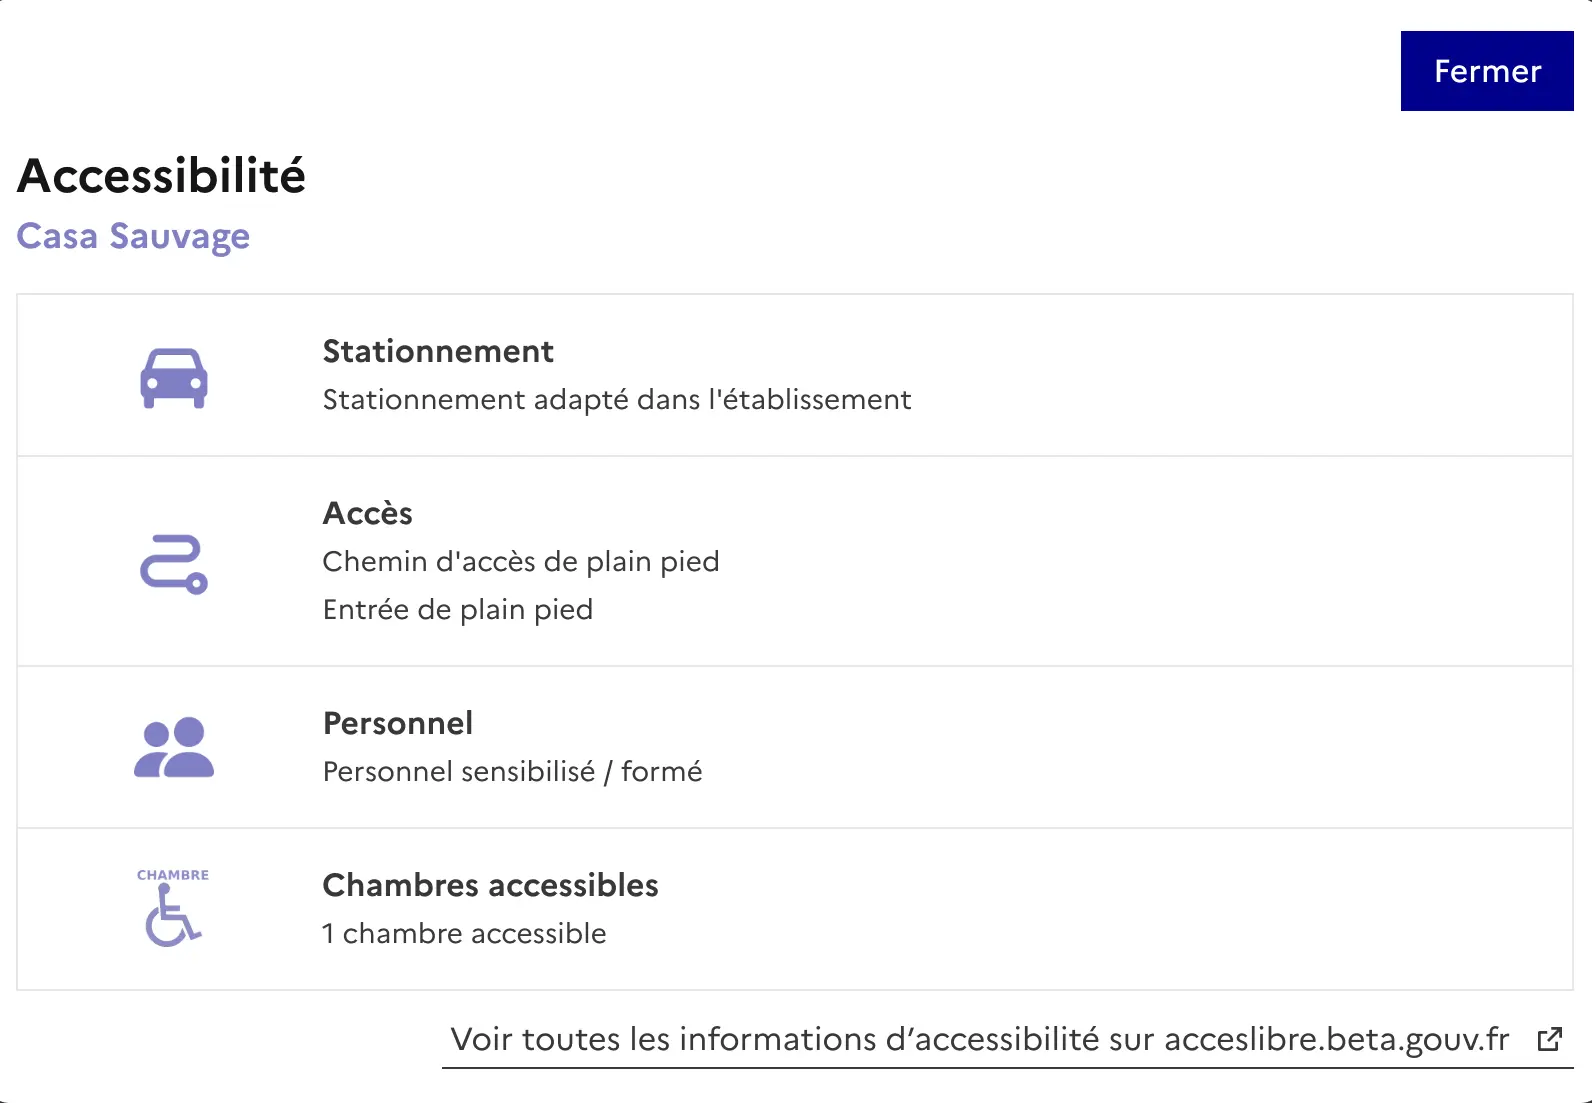 Fermer
Accessibilité
Casa Sauvage
Stationnement
Stationnement adapté dans l'établissement
Accès
Chemin d'accès de plain pied
Entrée de plain pied
Personnel
Personnel sensibilisé / formé
CHAMBRE
Chambres accessibles
1 chambre accessible
Voir toutes les informations d’accessibilité sur acceslibre.beta.gouv.fr